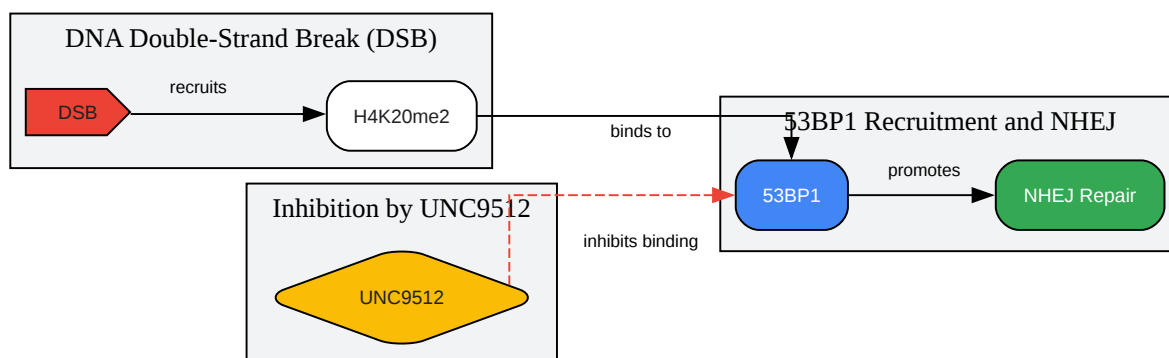 DNA Double-Strand Break (DSB)
DSB
recruits
H4K20me2
binds to
53BP1 Recruitment and NHEJ
53BP1
promotes
NHEJ Repair
Inhibition by UNC9512
inhibits binding
UNC9512